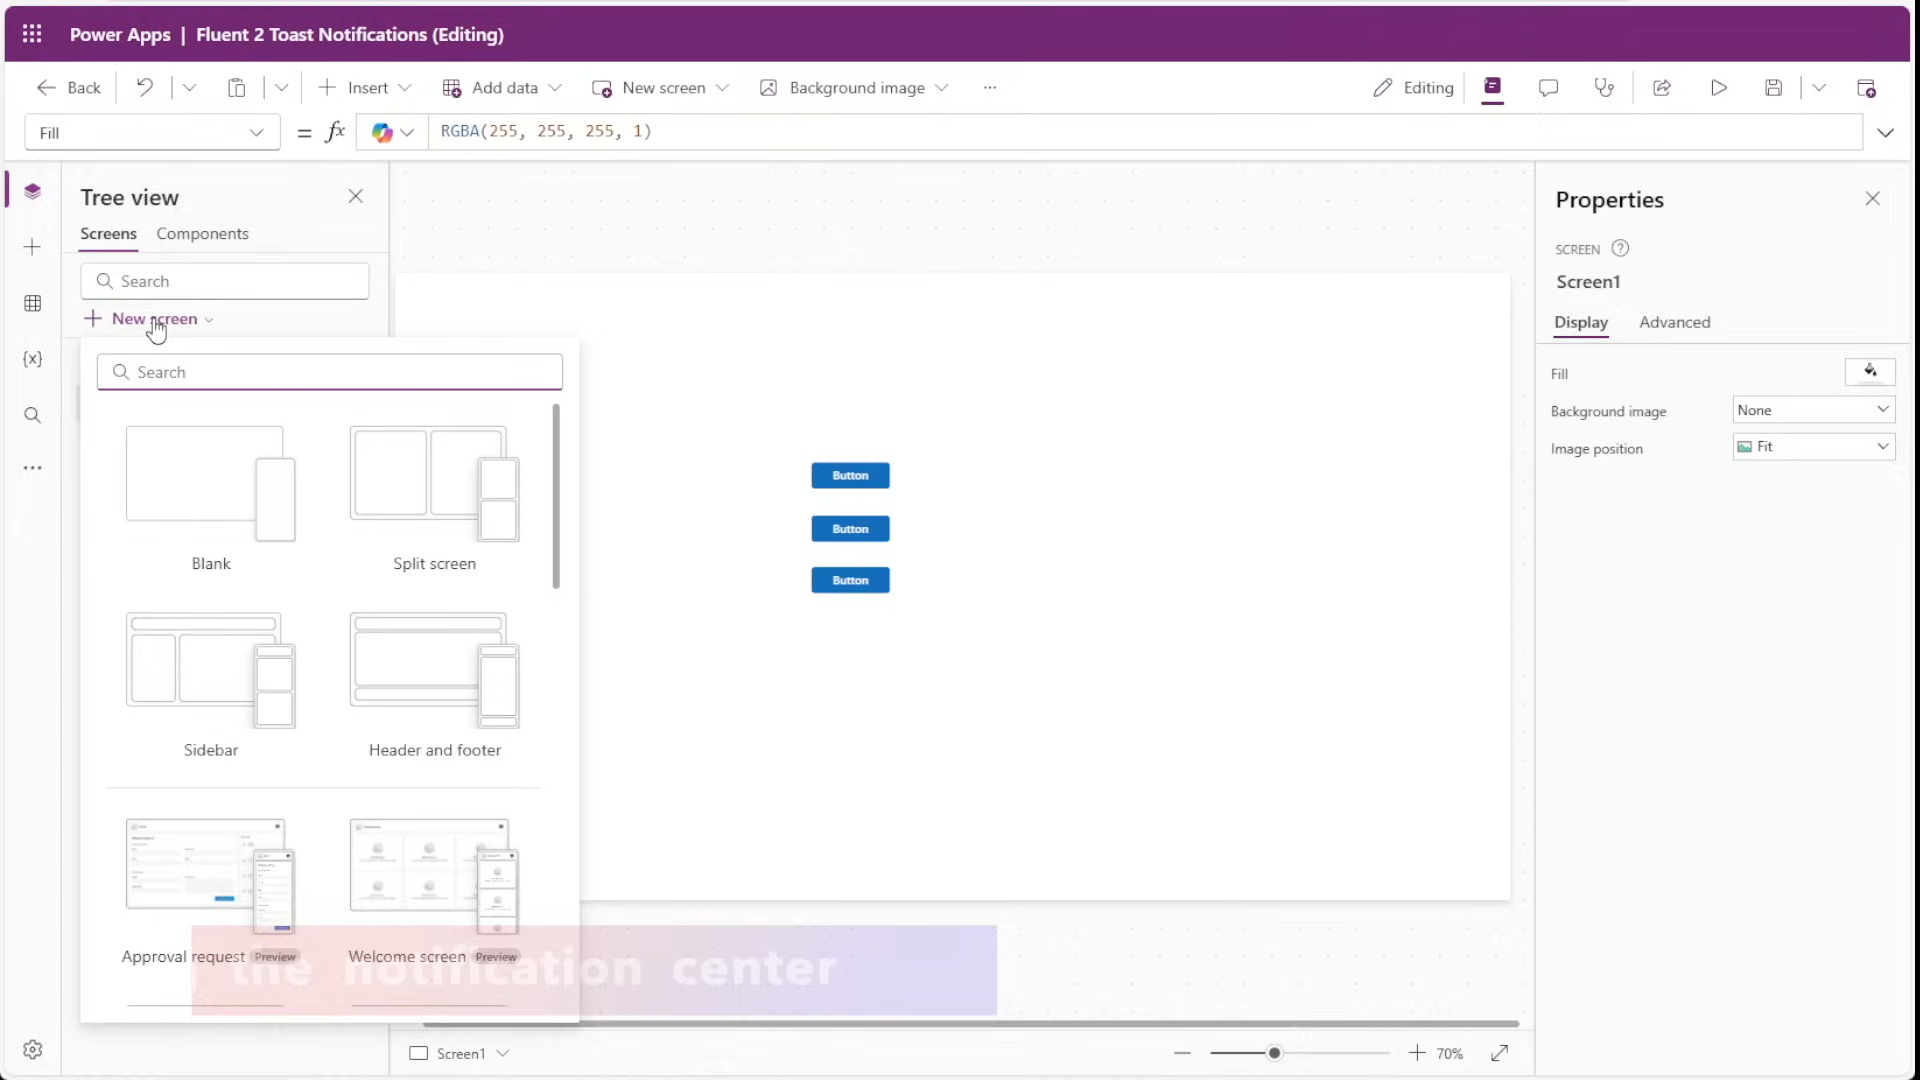 Power Apps | Fluent 2 Toast Notifications (Editing)
Back
Insert
Add data
New screen
Background image
...
Editing
Fill
= fx
RGBA(255, 255, 255, 1)
Tree view
Screens
Components
Search
New screen
Search
Blank
Split screen
Sidebar
Header and footer
Approval request Preview
Welcome screen Preview
the notification center
Button
Button
Button
Properties
SCREEN
Screen1
Display
Advanced
Fill
Background image
None
Image position
Fit
Screen1
70%